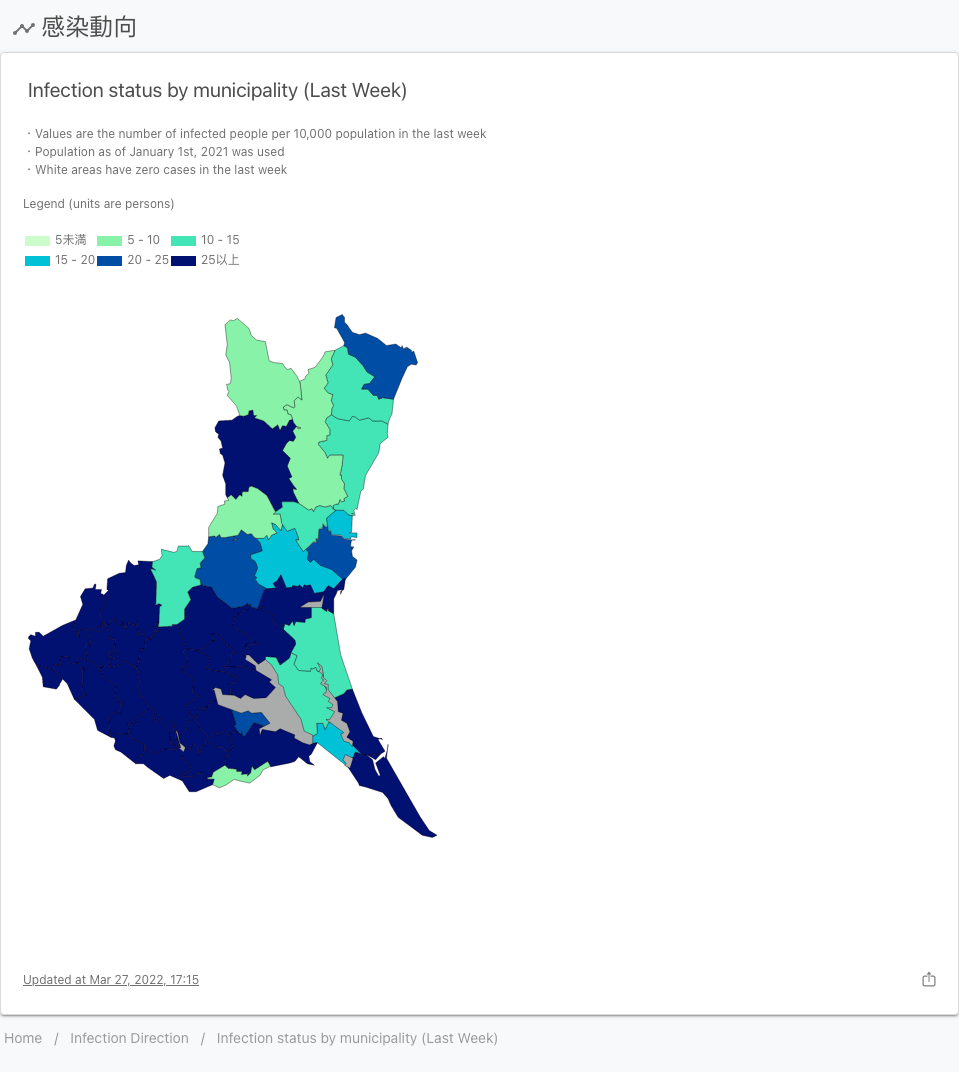 感染動向
Infection status by municipality (Last Week)
・Values are the number of infected people per 10,000 population in the last week
・Population as of January 1st, 2021 was used
・White areas have zero cases in the last week
Legend (units are persons)
5未満 5 - 10 10 - 15
15 - 20 20 - 25 25以上
Updated at Mar 27, 2022, 17:15
Home / Infection Direction / Infection status by municipality (Last Week)